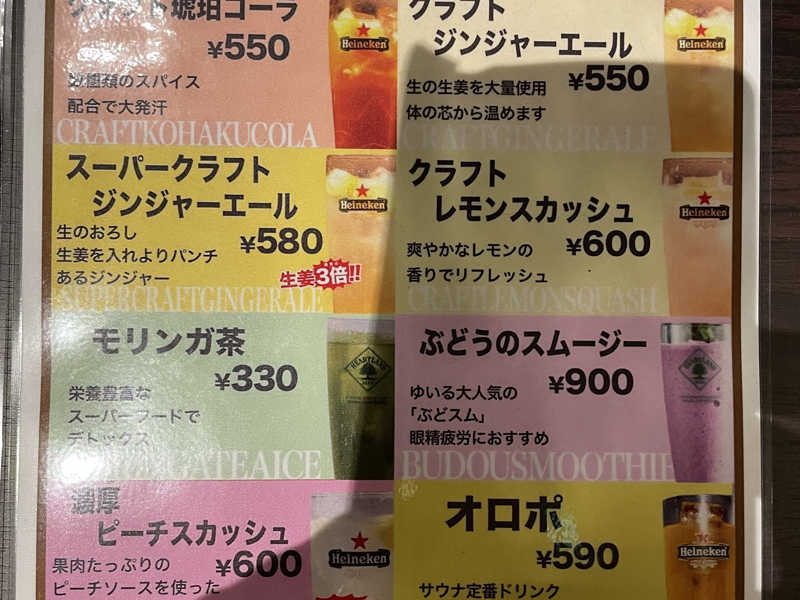 クラフト琥珀コーラ
¥550
数種類のスパイス
配合で大発汗
CRAFTKOHAKUCOLA
Heineken
クラフト
ジンジャーエール
¥550
生の生姜を大量使用
体の芯から温めます
CRAFTGINGERALE
Heineken
スーパークラフト
ジンジャーエール
¥580
生のおろし
生姜を入れよりパンチ
あるジンジャー
生姜3倍!!
SUPERCRAFTGINGERALE
Heineken
クラフト
レモンスカッシュ
¥600
爽やかなレモンの
香りでリフレッシュ
CRAFTLEMONSQUASH
Heineken
モリンガ茶
¥330
栄養豊富な
スーパーフードで
デトックス
HEARTLAND
ぶどうのスムージー
¥900
ゆいる大人気の
「ぶどスム」
眼精疲労におすすめ
BUDOUSMOOTHIE
濃厚
ピーチスカッシュ
¥600
果肉たっぷりの
ピーチソースを使った
Heineken
オロポ
¥590
サウナ定番ドリンク
Heineken